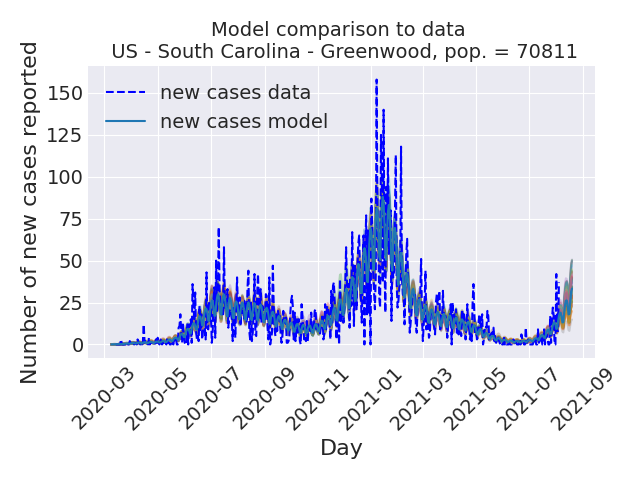 Model comparison to data
US - South Carolina - Greenwood, pop. = 70811
Number of new cases reported
150
125
100
75
50
25
0
new cases data
new cases model
2020-03
2020-05
2020-07
2020-09
2020-11
2021-01
2021-03
2021-05
2021-07
2021-09
Day